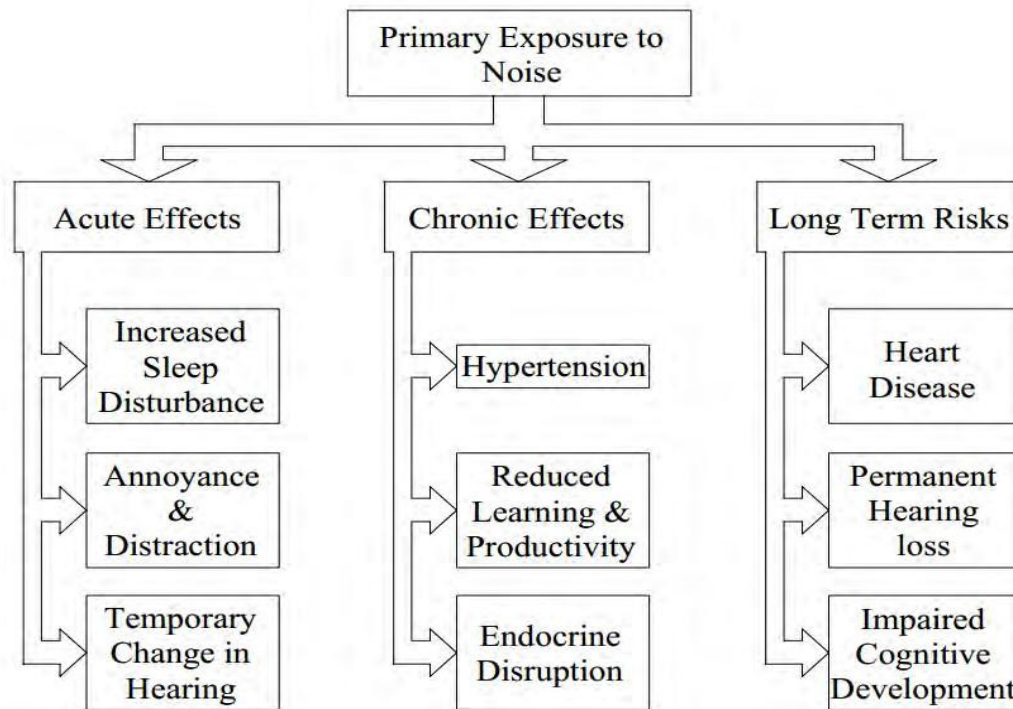 Primary Exposure to
Noise
Acute Effects
Chronic Effects
Long Term Risks
Increased
Sleep
Disturbance
Hypertension
Heart
Disease
Annoyance
&
Distraction
Reduced
Learning &
Productivity
Permanent
Hearing
loss
Temporary
Change in
Hearing
Endocrine
Disruption
Impaired
Cognitive
Development